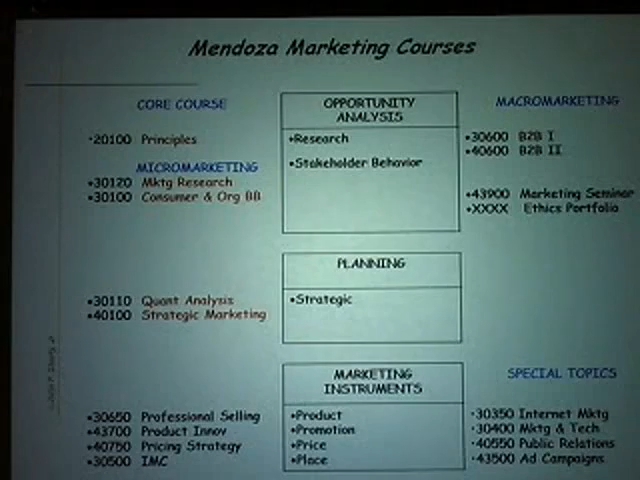 Mendoza Marketing Courses
CORE COURSE
•20100 Principles
MICROMARKETING
•30120 Mktg Research
•30100 Consumer & Org BB
•30110 Quant Analysis
•40100 Strategic Marketing
•30650 Professional Selling
•43700 Product Innov
•40750 Pricing Strategy
•30500 IMC
OPPORTUNITY
ANALYSIS
•Research
•Stakeholder Behavior
PLANNING
•Strategic
MARKETING
INSTRUMENTS
•Product
•Promotion
•Price
•Place
MACROMARKETING
•30600 B2B I
•40600 B2B II
•43900 Marketing Seminar
•XXXX Ethics Portfolio
SPECIAL TOPICS
•30350 Internet Mktg
•30400 Mktg & Tech
•40550 Public Relations
•43500 Ad Campaigns